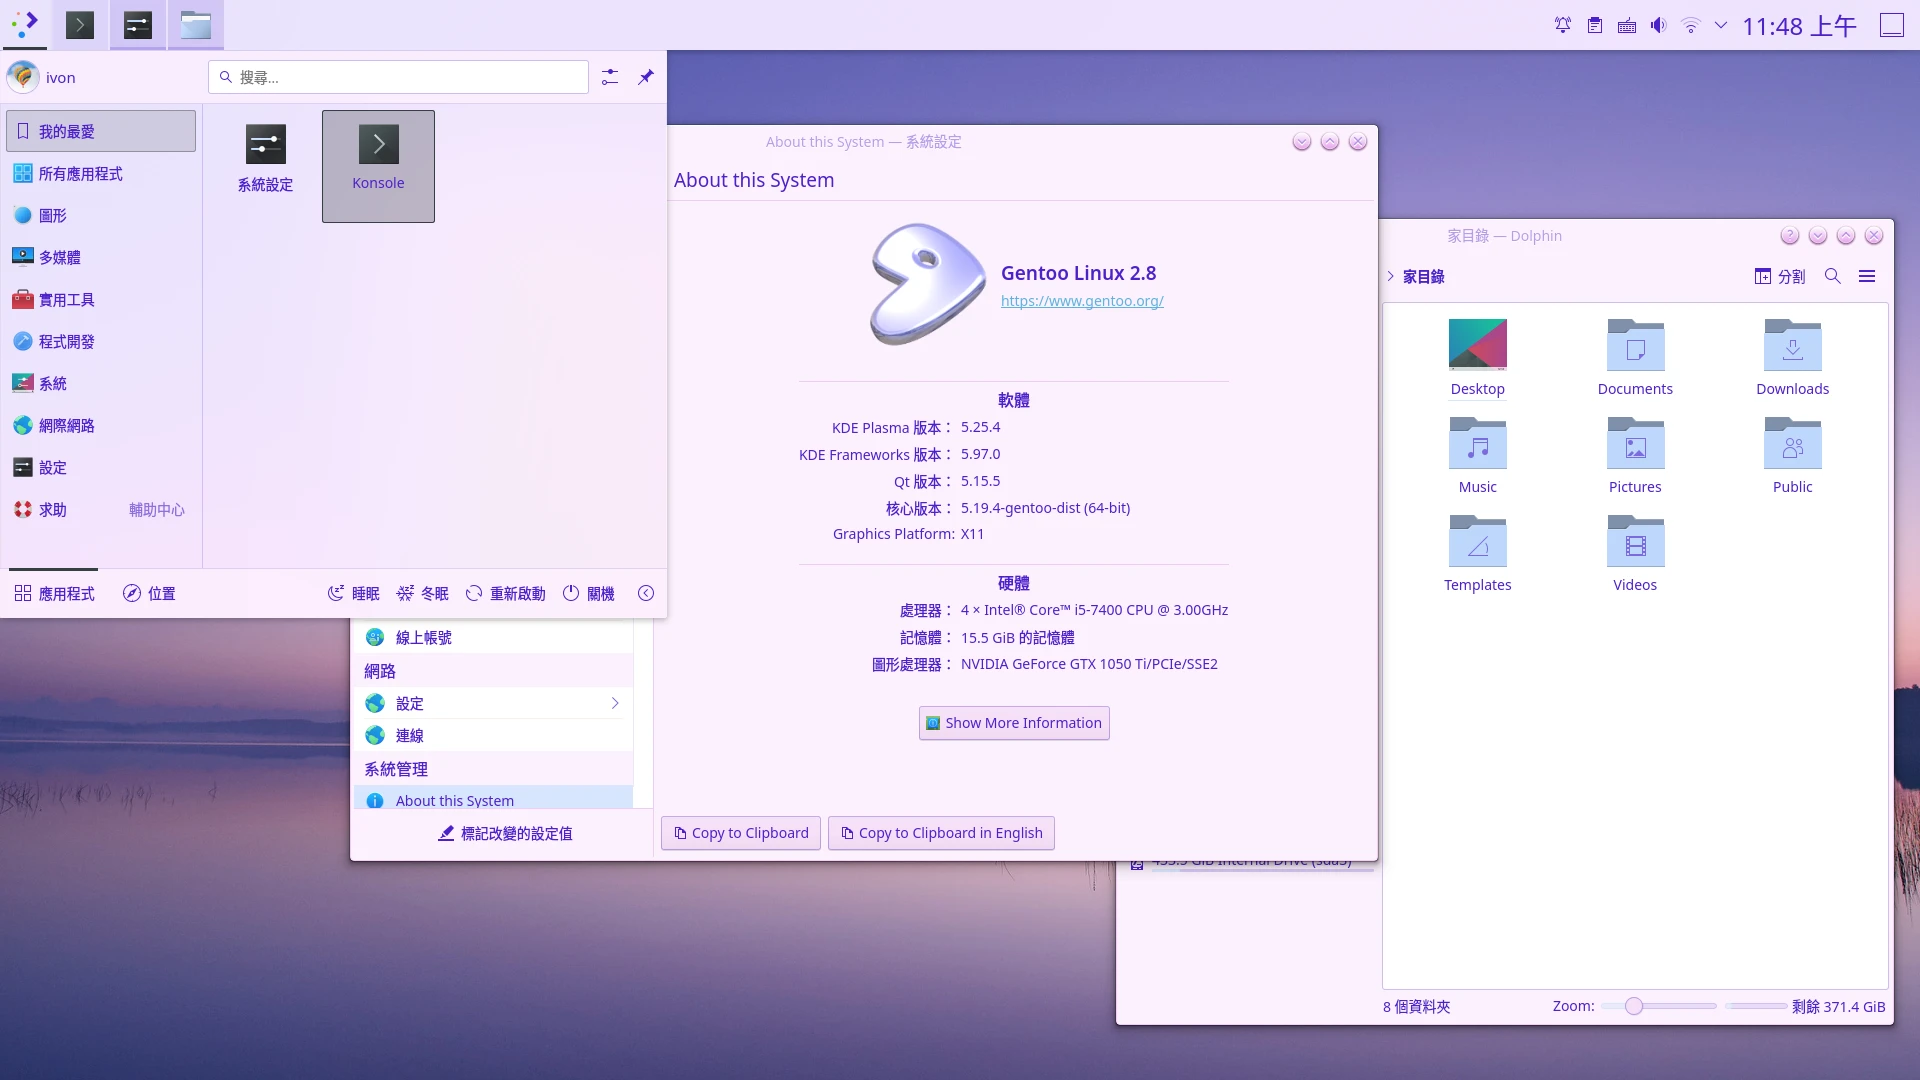 11:48 上午
ivon
搜尋...
我的最愛
所有應用程式
圖形
多媒體
實用工具
程式開發
系統
網際網路
設定
求助 輔助中心
系統設定
Konsole
應用程式 位置 睡眠 冬眠 重新啟動 關機
About this System — 系統設定
About this System
Gentoo Linux 2.8
https://www.gentoo.org/
軟體
KDE Plasma 版本： 5.25.4
KDE Frameworks 版本： 5.97.0
Qt 版本： 5.15.5
核心版本： 5.19.4-gentoo-dist (64-bit)
Graphics Platform: X11
硬體
處理器： 4 × Intel® Core™ i5-7400 CPU @ 3.00GHz
記憶體： 15.5 GiB 的記憶體
圖形處理器： NVIDIA GeForce GTX 1050 Ti/PCIe/SSE2
Show More Information
線上帳號
網路
設定
連線
系統管理
About this System
標記改變的設定值
Copy to Clipboard
Copy to Clipboard in English
家目錄 — Dolphin
家目錄
分割
Desktop
Documents
Downloads
Music
Pictures
Public
Templates
Videos
GiB Internal Drive
8 個資料夾
Zoom:
剩餘 371.4 GiB